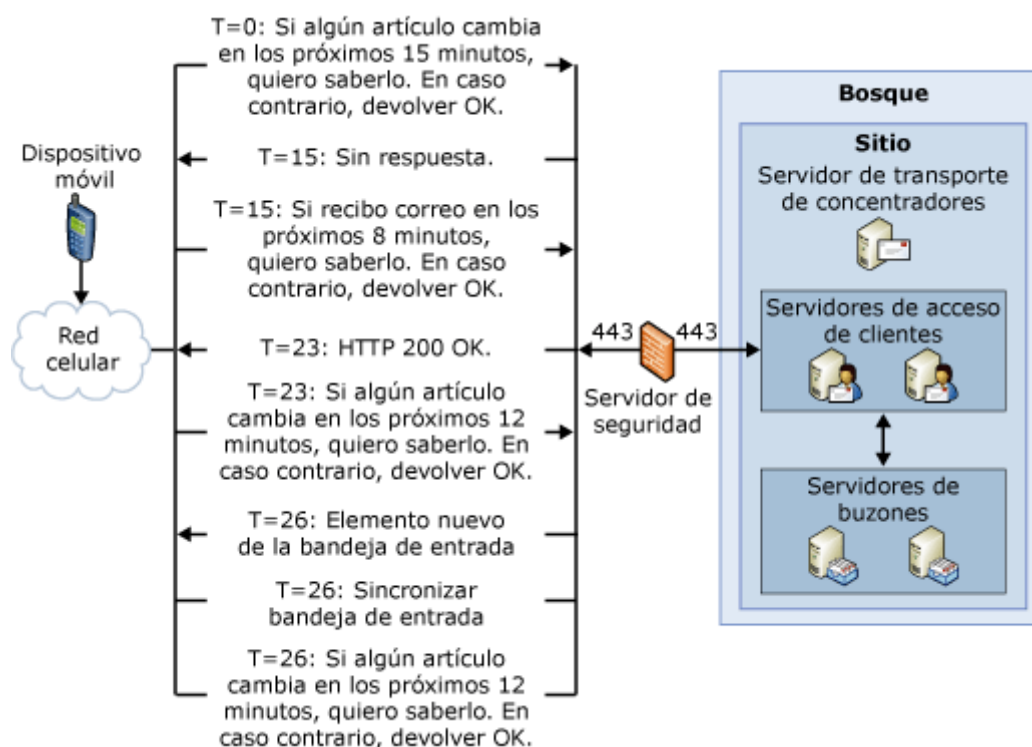 T=0: Si algún artículo cambia
en los próximos 15 minutos,
quiero saberlo. En caso
contrario, devolver OK.
Dispositivo
móvil
Red
celular
T=15: Sin respuesta.
T=15: Si recibo correo en los
próximos 8 minutos,
quiero saberlo. En caso
contrario, devolver OK.
T=23: HTTP 200 OK.
T=23: Si algún artículo
cambia en los próximos 12
minutos, quiero saberlo. En
caso contrario, devolver OK.
T=26: Elemento nuevo
de la bandeja de entrada
T=26: Sincronizar
bandeja de entrada
T=26: Si algún artículo
cambia en los próximos 12
minutos, quiero saberlo. En
caso contrario, devolver OK.
443
443
Servidor de
seguridad
Bosque
Sitio
Servidor de transporte
de concentradores
Servidores de acceso
de clientes
Servidores de
buzones